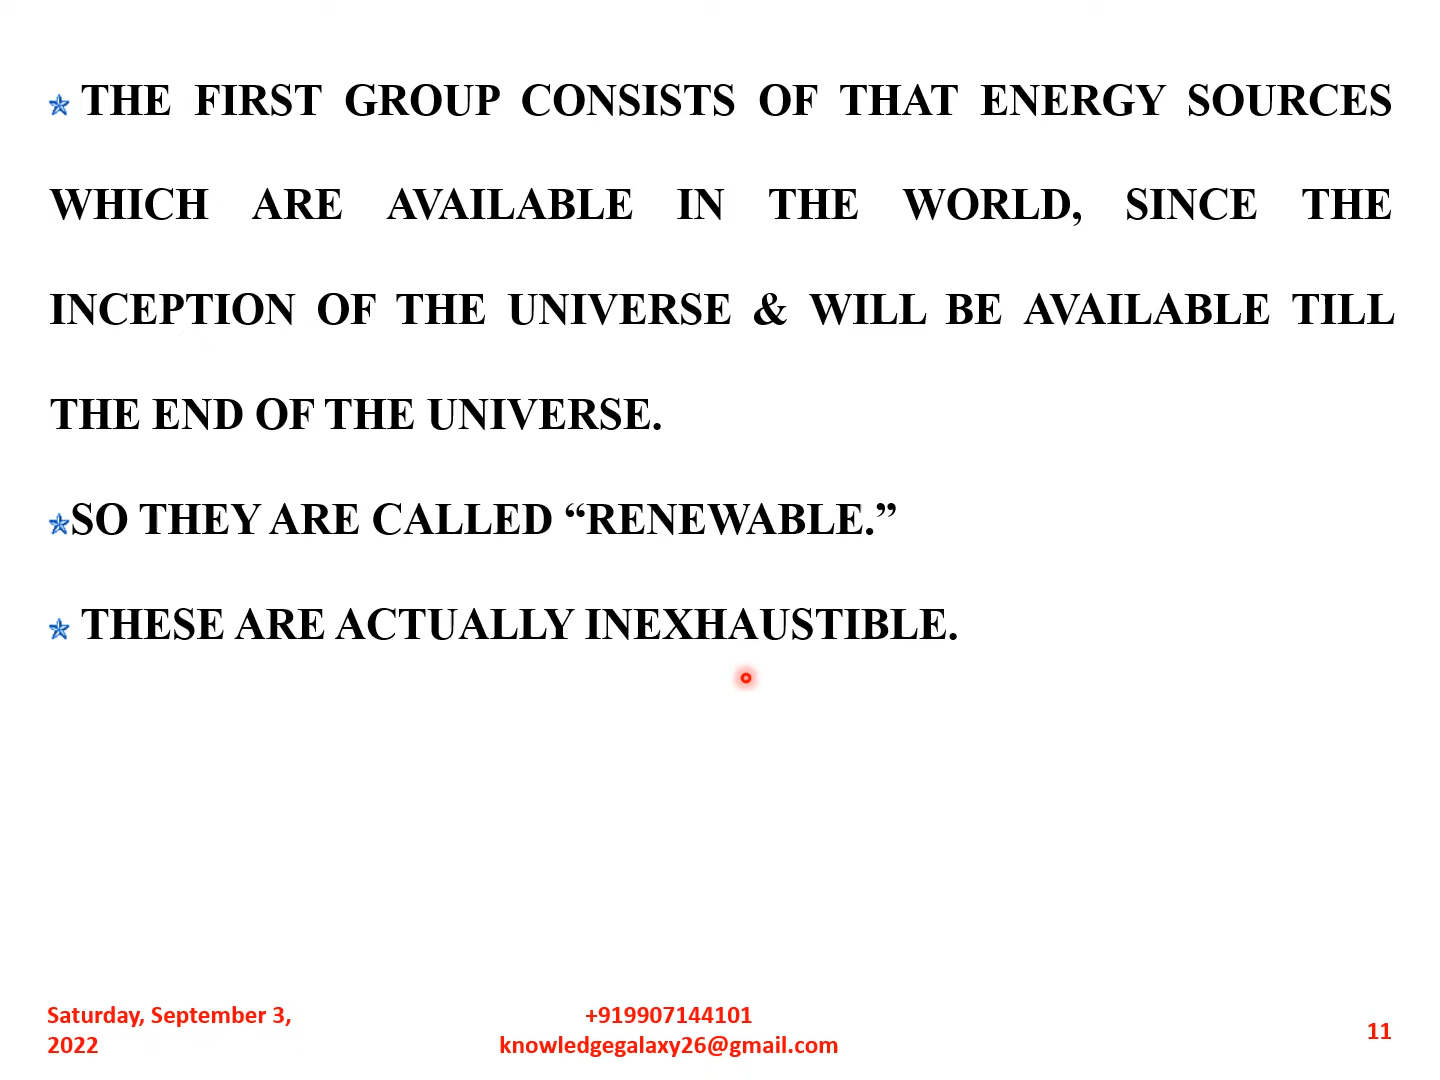 THE FIRST GROUP CONSISTS OF THAT ENERGY SOURCES
WHICH ARE AVAILABLE IN THE WORLD, SINCE THE
INCEPTION OF THE UNIVERSE & WILL BE AVAILABLE TILL
THE END OF THE UNIVERSE.
SO THEY ARE CALLED “RENEWABLE.”
THESE ARE ACTUALLY INEXHAUSTIBLE.
Saturday, September 3,
2022
+919907144101
knowledgegalaxy26@gmail.com
11